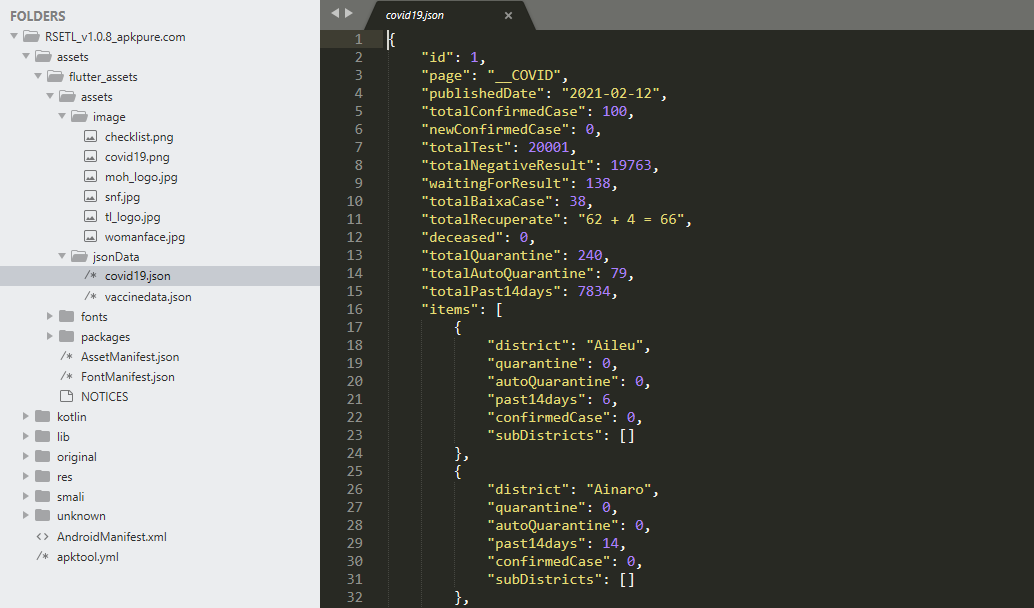 FOLDERS
RSETL_v1.0.8_apkpure.com
assets
flutter_assets
assets
image
checklist.png
covid19.png
moh_logo.jpg
snf.jpg
tl_logo.jpg
womanface.jpg
jsonData
/* covid19.json
/* vaccinedata.json
fonts
packages
/* AssetManifest.json
/* FontManifest.json
NOTICES
kotlin
lib
original
res
smali
unknown
<> AndroidManifest.xml
/* apktool.yml
covid19.json ×
1 {
2 "id": 1,
3 "page": "__COVID",
4 "publishedDate": "2021-02-12",
5 "totalConfirmedCase": 100,
6 "newConfirmedCase": 0,
7 "totalTest": 20001,
8 "totalNegativeResult": 19763,
9 "waitingForResult": 138,
10 "totalBaixaCase": 38,
11 "totalRecuperate": "62 + 4 = 66",
12 "deceased": 0,
13 "totalQuarantine": 240,
14 "totalAutoQuarantine": 79,
15 "totalPast14days": 7834,
16 "items": [
17 {
18 "district": "Aileu",
19 "quarantine": 0,
20 "autoQuarantine": 0,
21 "past14days": 6,
22 "confirmedCase": 0,
23 "subDistricts": []
24 },
25 {
26 "district": "Ainaro",
27 "quarantine": 0,
28 "autoQuarantine": 0,
29 "past14days": 14,
30 "confirmedCase": 0,
31 "subDistricts": []
32 },